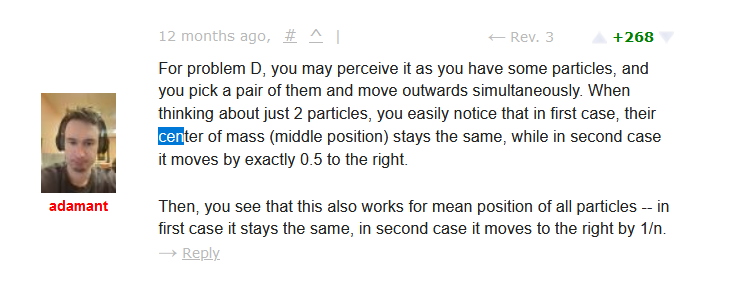 12 months ago, # ^ | ← Rev. 3 +268
For problem D, you may perceive it as you have some particles, and
you pick a pair of them and move outwards simultaneously. When
thinking about just 2 particles, you easily notice that in first case, their
center of mass (middle position) stays the same, while in second case
it moves by exactly 0.5 to the right.
adamant
Then, you see that this also works for mean position of all particles -- in
first case it stays the same, in second case it moves to the right by 1/n.
→ Reply